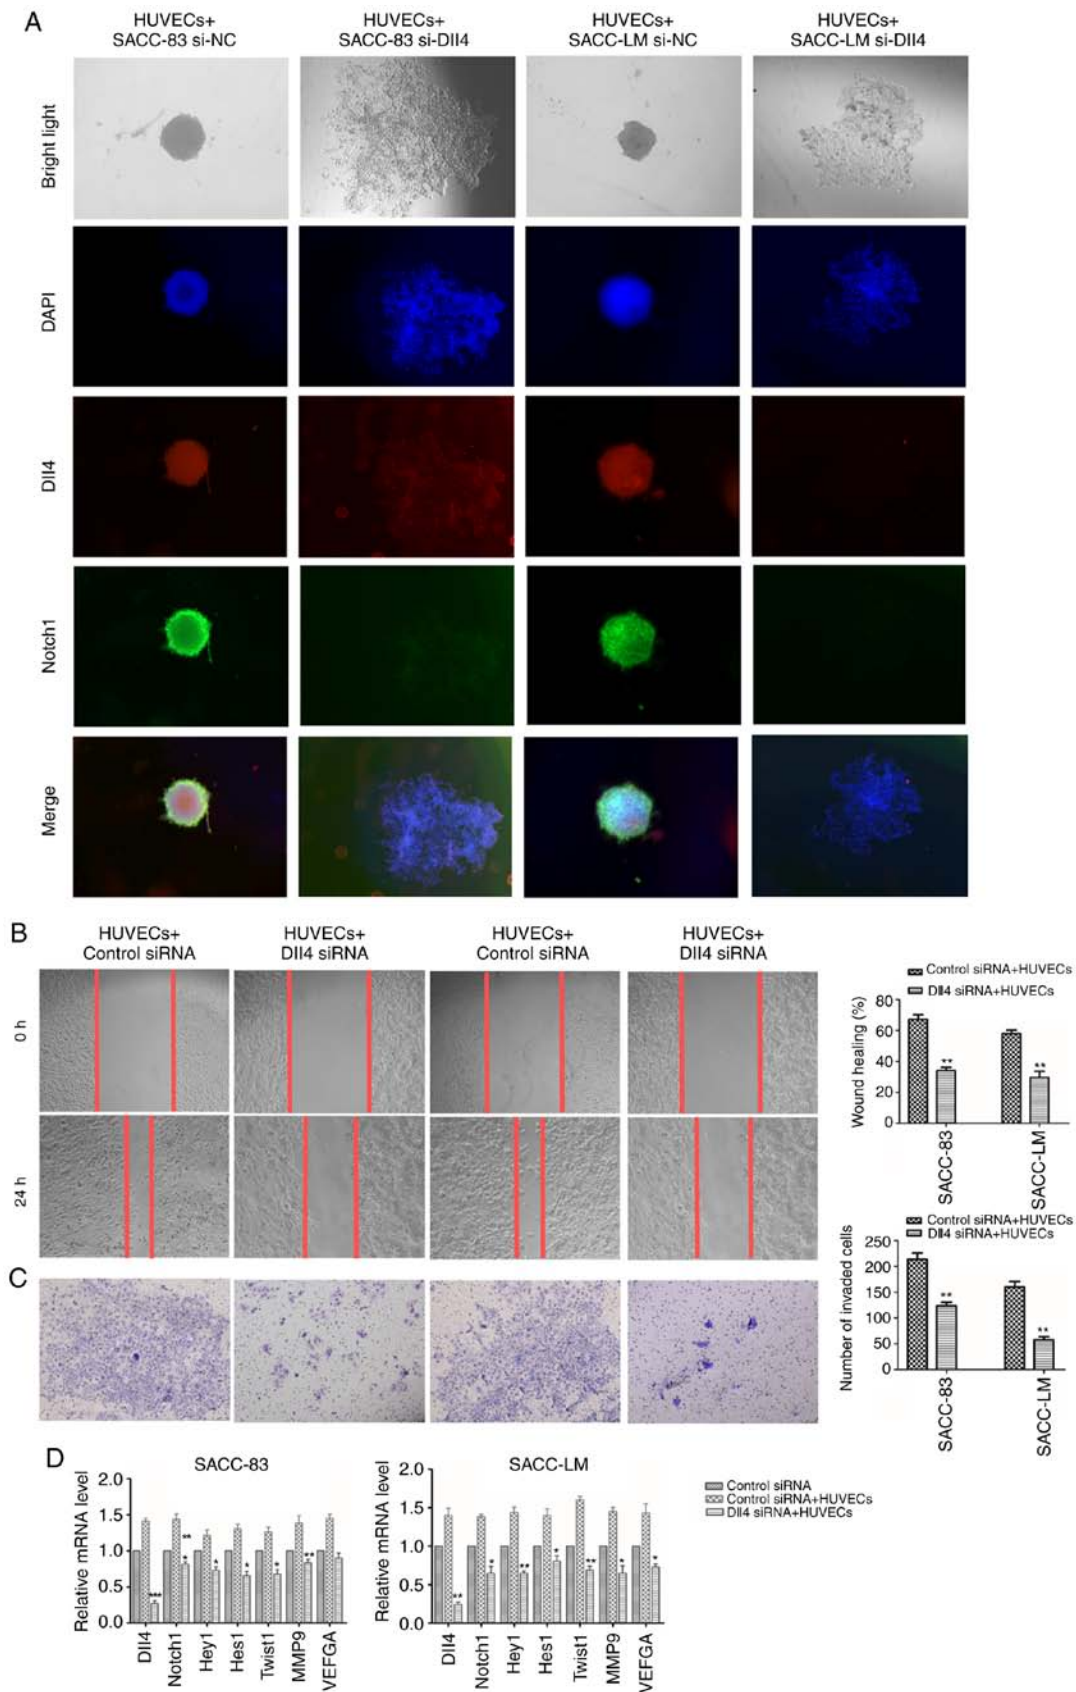 A
HUVECs+
SACC-83 si-NC
HUVECs+
SACC-83 si-Dll4
HUVECs+
SACC-LM si-NC
HUVECs+
SACC-LM si-Dll4
Bright light
DAPI
Dll4
Notch1
Merge
B
HUVECs+
Control siRNA
HUVECs+
Dll4 siRNA
HUVECs+
Control siRNA
HUVECs+
Dll4 siRNA
0 h
24 h
Control siRNA+HUVECs
Dll4 siRNA+HUVECs
Wound healing (%)
80
60
40
20
0
**
**
SACC-83
SACC-LM
C
Control siRNA+HUVECs
Dll4 siRNA+HUVECs
Number of invaded cells
250
200
150
100
50
0
**
**
SACC-83
SACC-LM
D
SACC-83
Relative mRNA level
2.0
1.5
1.0
0.5
0.0
***
**
*
*
*
*
**
Dll4
Notch1
Hey1
Hes1
Twist1
MMP9
VEFGA
SACC-LM
Relative mRNA level
2.0
1.5
1.0
0.5
0.0
**
*
**
*
**
*
*
Dll4
Notch1
Hey1
Hes1
Twist1
MMP9
VEFGA
Control siRNA
Control siRNA+HUVECs
Dll4 siRNA+HUVECs